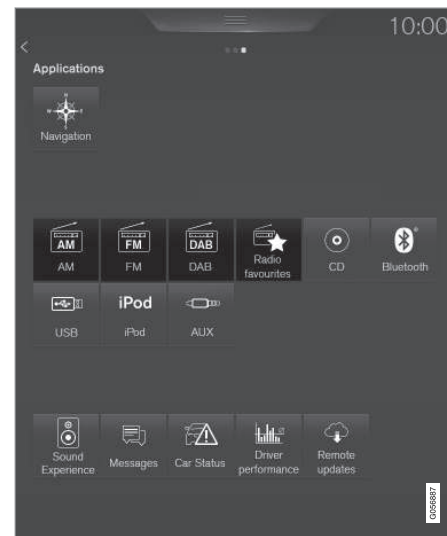 10:00
Applications
Navigation
AM FM DAB
AM FM DAB Radio favourites CD Bluetooth
iPod
USB iPod AUX
Sound Experience Messages Car Status Driver performance Remote updates
G056887